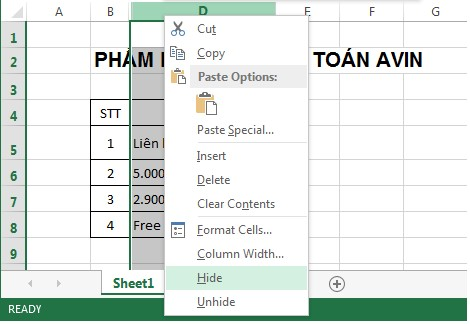 A B D E F G
1
2 PHẦM TOÁN AVIN
3
4 STT
5 1 Liên
6 2 5.000
7 3 2.900
8 4 Free
9
Cut
Copy
Paste Options:
Paste Special...
Insert
Delete
Clear Contents
Format Cells...
Column Width...
Hide
Unhide
Sheet1
READY